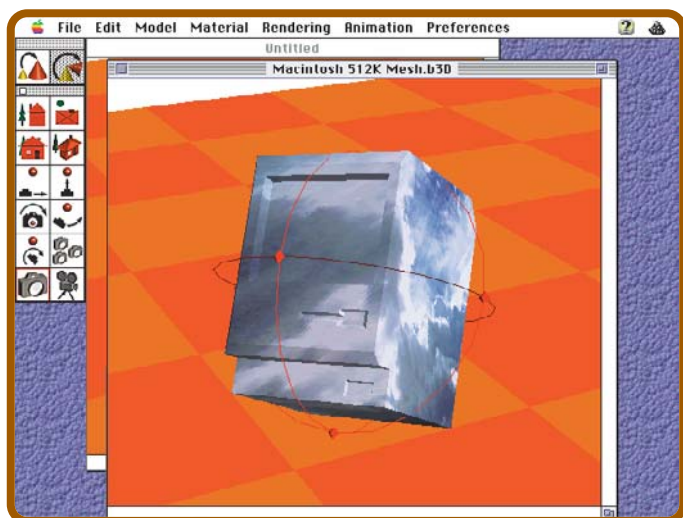 File Edit Model Material Rendering Animation Preferences
Untitled
Macintosh 512K Mesh.b3D